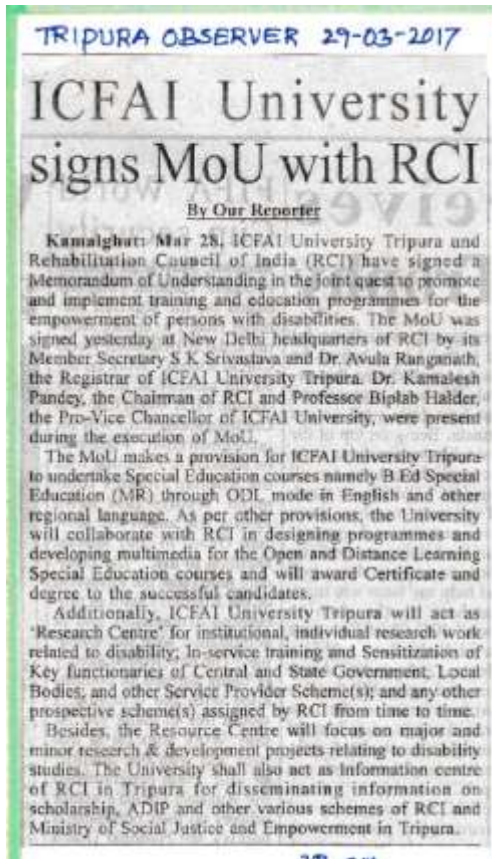 TRIPURA OBSERVER 29-03-2017
ICFAI University
signs MoU with RCI
By Our Reporter
Kamalghat: Mar 28, ICFAI University Tripura and
Rehabilitation Council of India (RCI) have signed a
Memorandum of Understanding in the joint quest to promote
and implement training and education programmes for the
empowerment of persons with disabilities. The MoU was
signed yesterday at New Delhi headquarters of RCI by its
Member Secretary S K Srivastava and Dr. Avula Ranganath,
the Registrar of ICFAI University Tripura. Dr. Kamalesh
Pandey, the Chairman of RCI and Professor Biplab Halder,
the Pro-Vice Chancellor of ICFAI University, were present
during the execution of MoU.
The MoU makes a provision for ICFAI University Tripura
to undertake Special Education courses namely B Ed Special
Education (MR) through ODL mode in English and other
regional language. As per other provisions, the University
will collaborate with RCI in designing programmes and
developing multimedia for the Open and Distance Learning
Special Education courses and will award Certificate and
degree to the successful candidates.
Additionally, ICFAI University Tripura will act as
'Research Centre' for institutional, individual research work
related to disability; In-service training and Sensitization of
Key functionaries of Central and State Government, Local
Bodies; and other Service Provider Scheme(s); and any other
prospective scheme(s) assigned by RCI from time to time.
Besides, the Resource Centre will focus on major and
minor research & development projects relating to disability
studies. The University shall also act as Information centre
of RCI in Tripura for disseminating information on
scholarship, ADIP and other various schemes of RCI and
Ministry of Social Justice and Empowerment in Tripura.